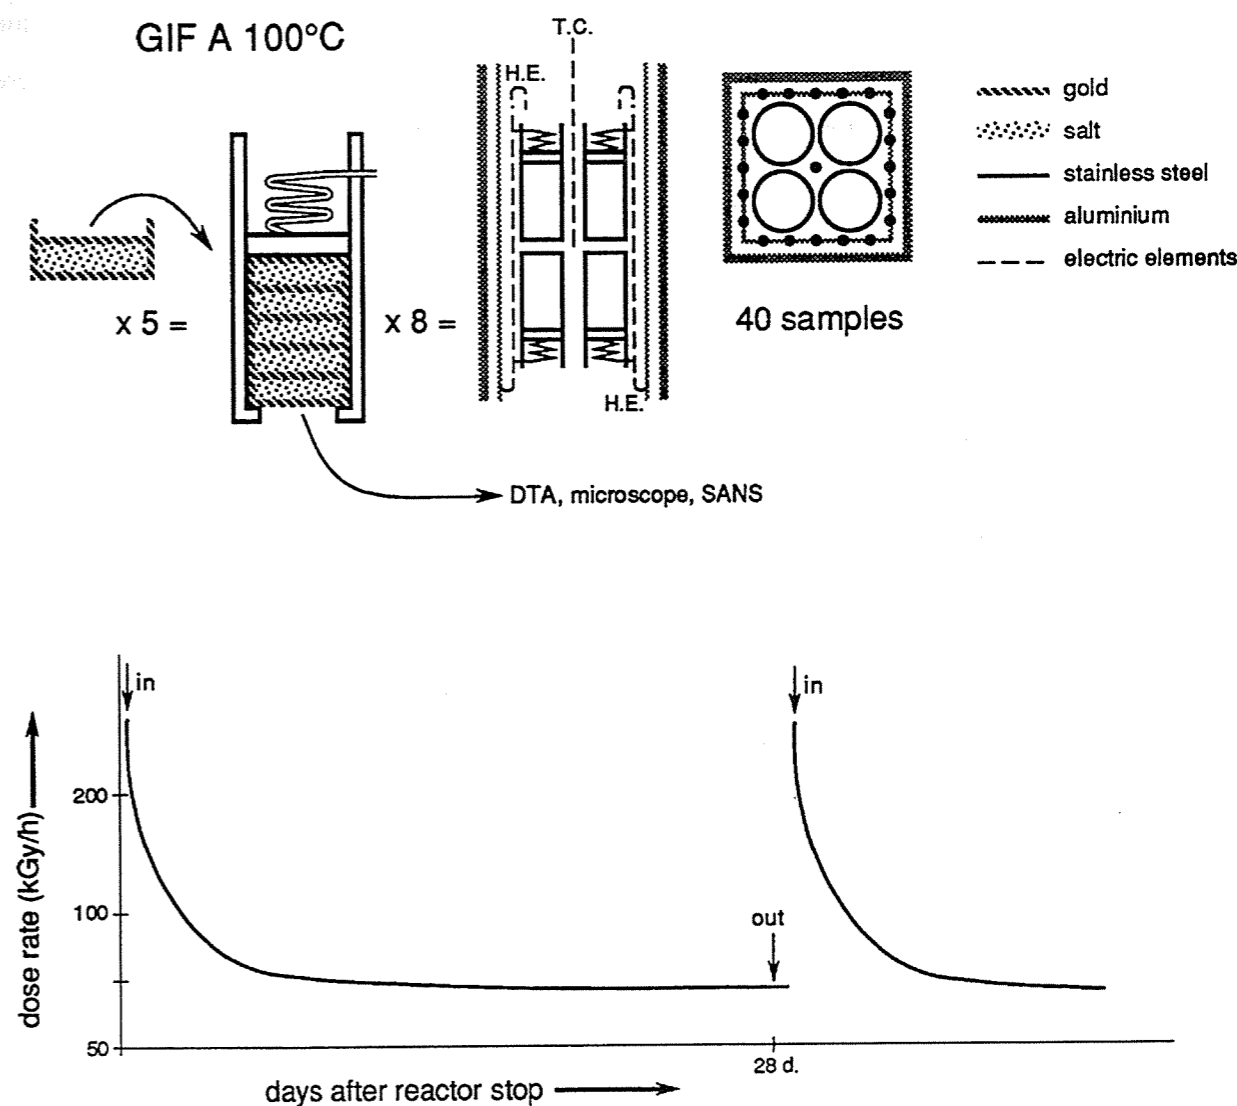 GIF A 100°C
T.C.
H.E.
gold
salt
stainless steel
aluminium
electric elements
x 5 =
x 8 =
40 samples
H.E.
DTA, microscope, SANS
in
in
200
100
out
50
28 d.
dose rate (kGy/h)
days after reactor stop